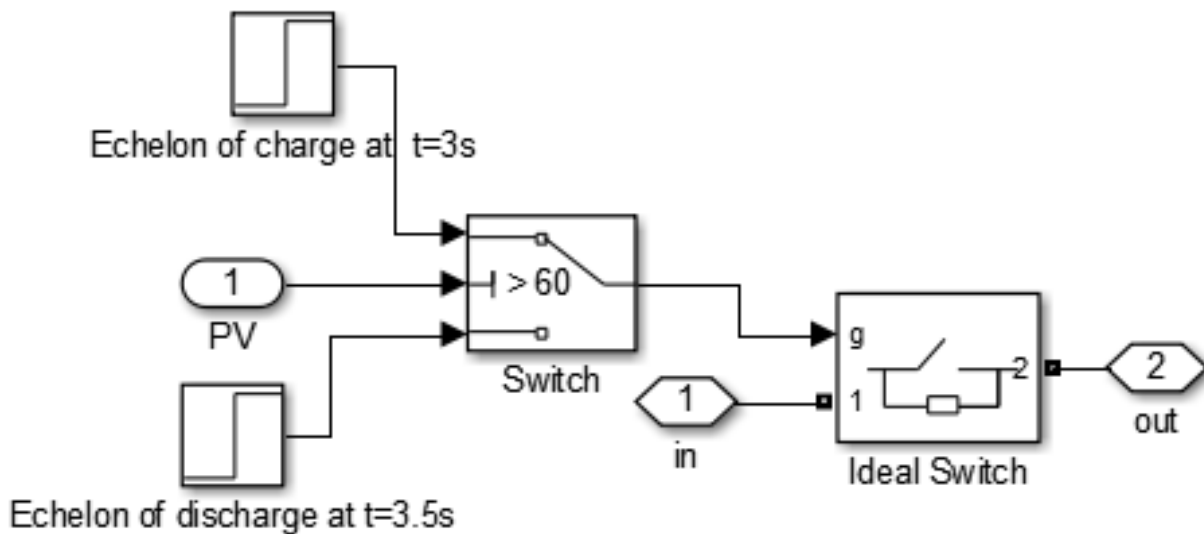 Echelon of charge at t=3s
1
PV
> 60
Switch
Echelon of discharge at t=3.5s
1
in
g
1
2
Ideal Switch
2
out